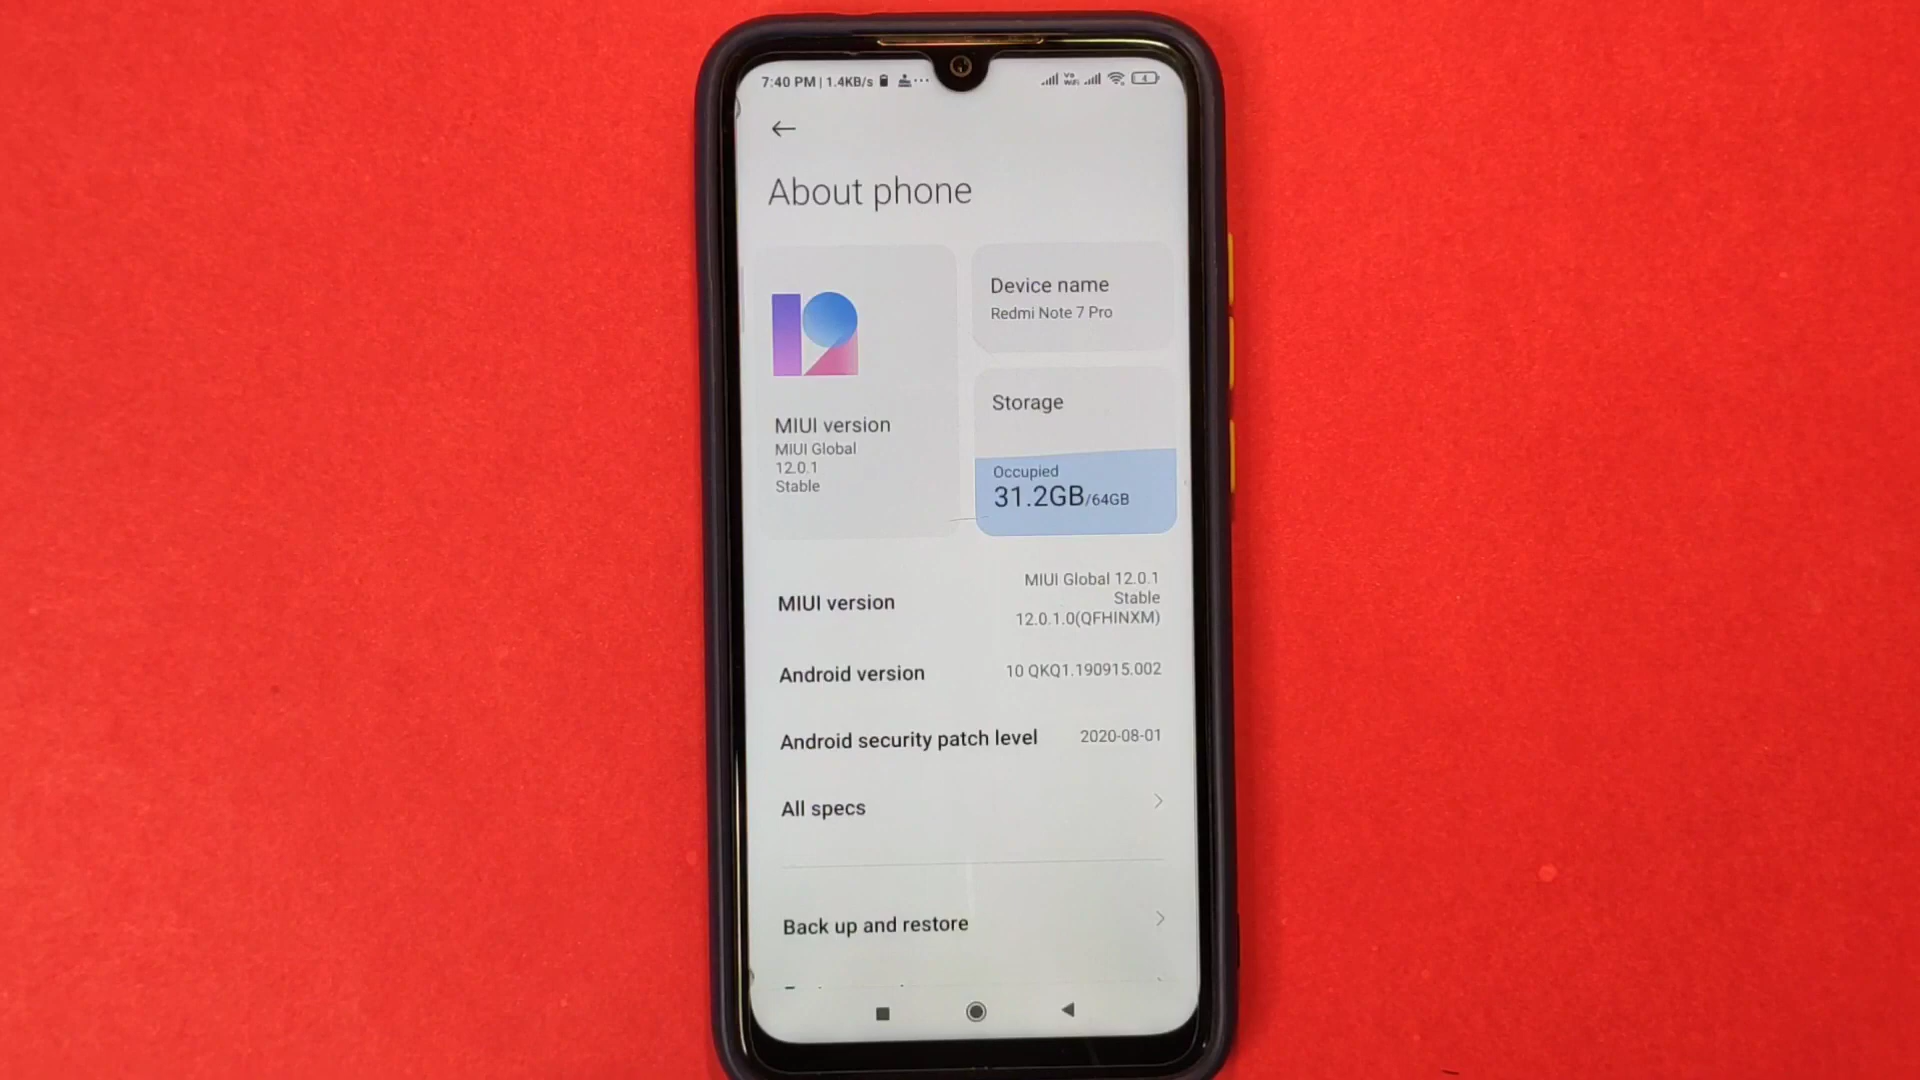 7:40 PM | 1.4KB/s
Vo
WiFi
4
About phone
MIUI version
MIUI Global
12.0.1
Stable
Device name
Redmi Note 7 Pro
Storage
Occupied
31.2GB/64GB
MIUI version
MIUI Global 12.0.1
Stable
12.0.1.0(QFHINXM)
Android version
10 QKQ1.190915.002
Android security patch level
2020-08-01
All specs
Back up and restore